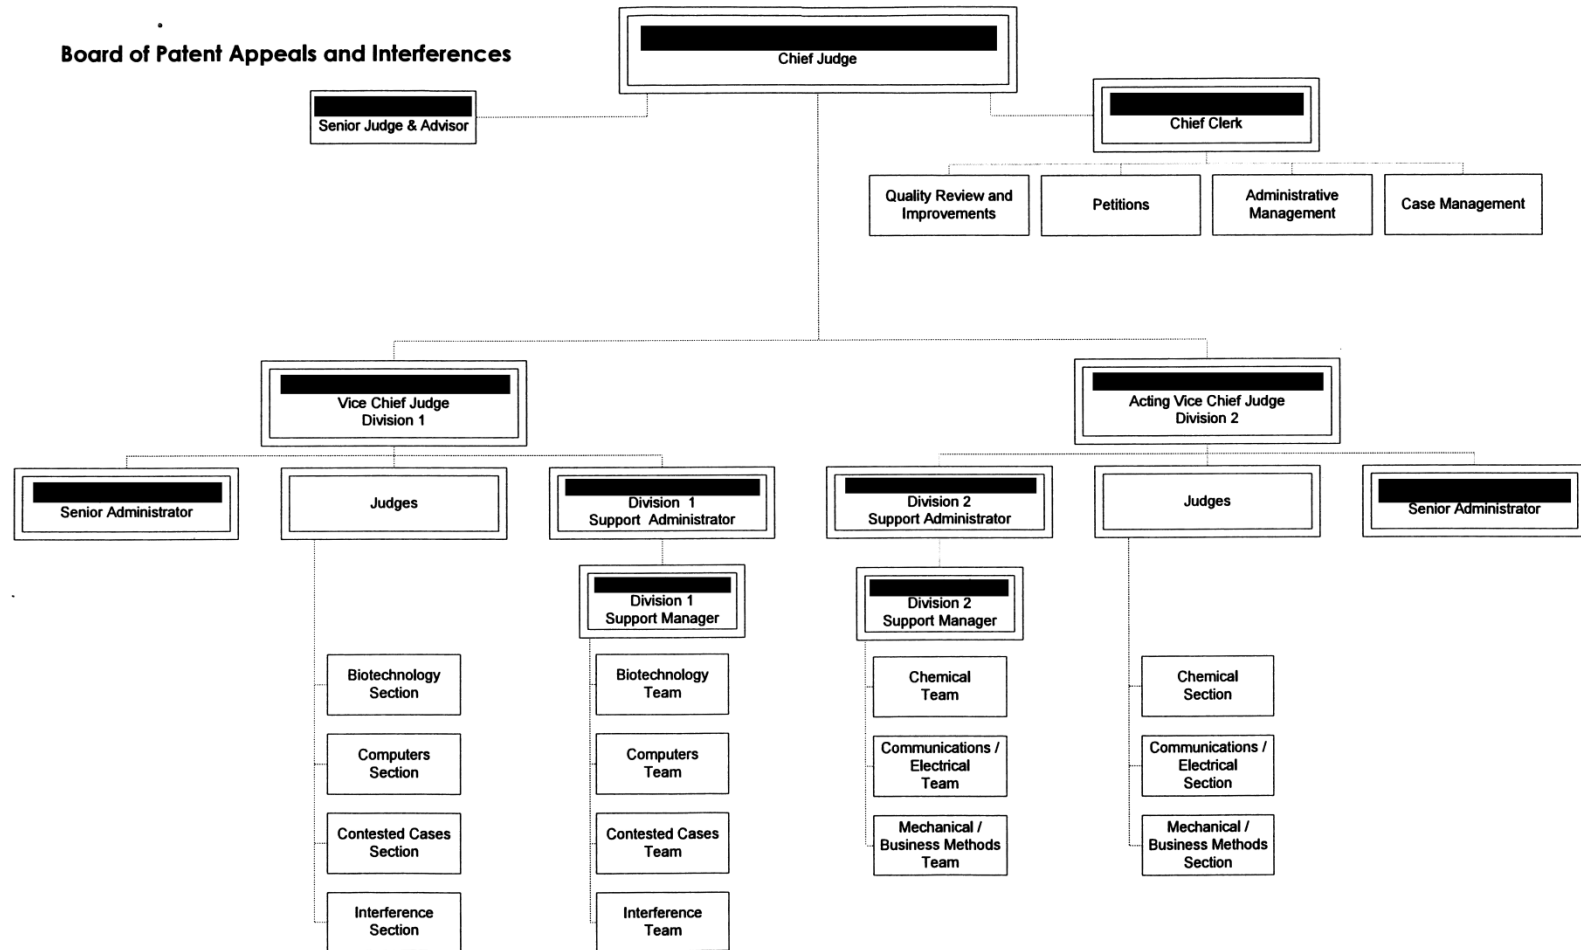 Board of Patent Appeals and Interferences
Chief Judge
Senior Judge & Advisor
Chief Clerk
Quality Review and
Improvements
Petitions
Administrative
Management
Case Management
Vice Chief Judge
Division 1
Acting Vice Chief Judge
Division 2
Senior Administrator
Judges
Division 1
Support Administrator
Division 2
Support Administrator
Judges
Senior Administrator
Division 1
Support Manager
Division 2
Support Manager
Biotechnology
Section
Computers
Section
Contested Cases
Section
Interference
Section
Biotechnology
Team
Computers
Team
Contested Cases
Team
Interference
Team
Chemical
Team
Communications /
Electrical
Team
Mechanical /
Business Methods
Team
Chemical
Section
Communications /
Electrical
Section
Mechanical /
Business Methods
Section